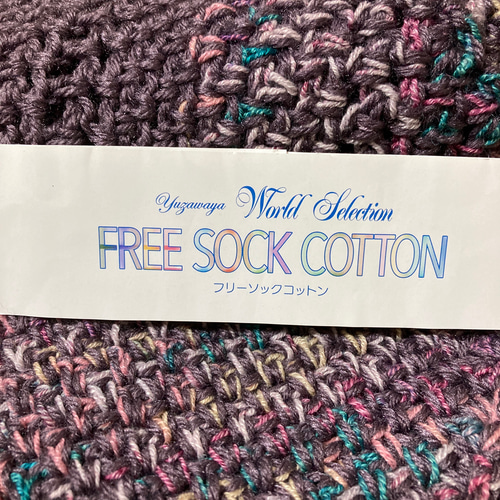 Yuzawaya World Selection
FREE SOCK COTTON
フリーソックコットン